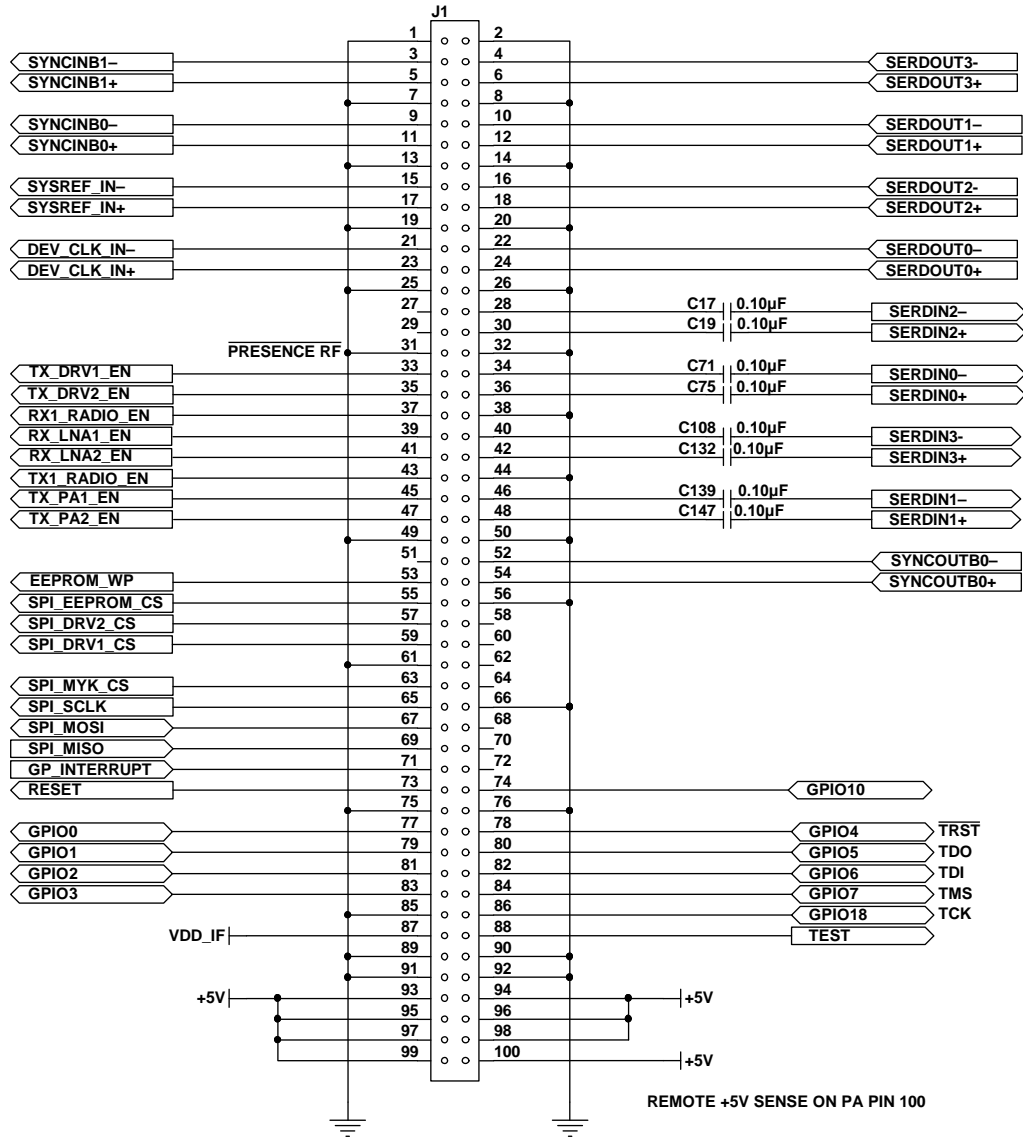 J1
1 2
SYNCINB1– 3 4 SERDOUT3-
SYNCINB1+ 5 6 SERDOUT3+
7 8
SYNCINB0– 9 10 SERDOUT1–
SYNCINB0+ 11 12 SERDOUT1+
13 14
SYSREF_IN– 15 16 SERDOUT2-
SYSREF_IN+ 17 18 SERDOUT2+
19 20
DEV_CLK_IN– 21 22 SERDOUT0–
DEV_CLK_IN+ 23 24 SERDOUT0+
25 26
27 28 C17 0.10µF SERDIN2–
29 30 C19 0.10µF SERDIN2+
PRESENCE RF 31 32
TX_DRV1_EN 33 34 C71 0.10µF SERDIN0–
TX_DRV2_EN 35 36 C75 0.10µF SERDIN0+
RX1_RADIO_EN 37 38
RX_LNA1_EN 39 40 C108 0.10µF SERDIN3-
RX_LNA2_EN 41 42 C132 0.10µF SERDIN3+
TX1_RADIO_EN 43 44
TX_PA1_EN 45 46 C139 0.10µF SERDIN1–
TX_PA2_EN 47 48 C147 0.10µF SERDIN1+
49 50
51 52 SYNCOUTB0–
EEPROM_WP 53 54 SYNCOUTB0+
SPI_EEPROM_CS 55 56
SPI_DRV2_CS 57 58
SPI_DRV1_CS 59 60
61 62
SPI_MYK_CS 63 64
SPI_SCLK 65 66
SPI_MOSI 67 68
SPI_MISO 69 70
GP_INTERRUPT 71 72
RESET 73 74 GPIO10
75 76
GPIO0 77 78 GPIO4 TRST
GPIO1 79 80 GPIO5 TDO
GPIO2 81 82 GPIO6 TDI
GPIO3 83 84 GPIO7 TMS
85 86 GPIO18 TCK
VDD_IF 87 88 TEST
89 90
91 92
+5V 93 94 +5V
95 96
97 98
99 100 +5V
REMOTE +5V SENSE ON PA PIN 100